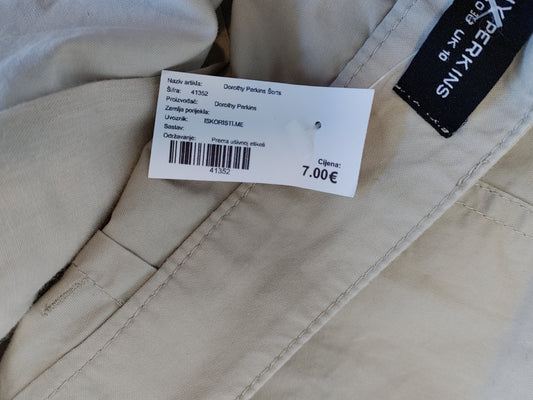 Naziv artikla: Dorothy Perkins Šorts
Šifra: 41352
Proizvođač: Dorothy Perkins
Zemlja porijekla:
Uvoznik: ISKORISTI.ME
Sastav:
Održavanje: Prema ušivnoj etiketi
41352
Cijena:
7.00€
PERKINS
UK 10